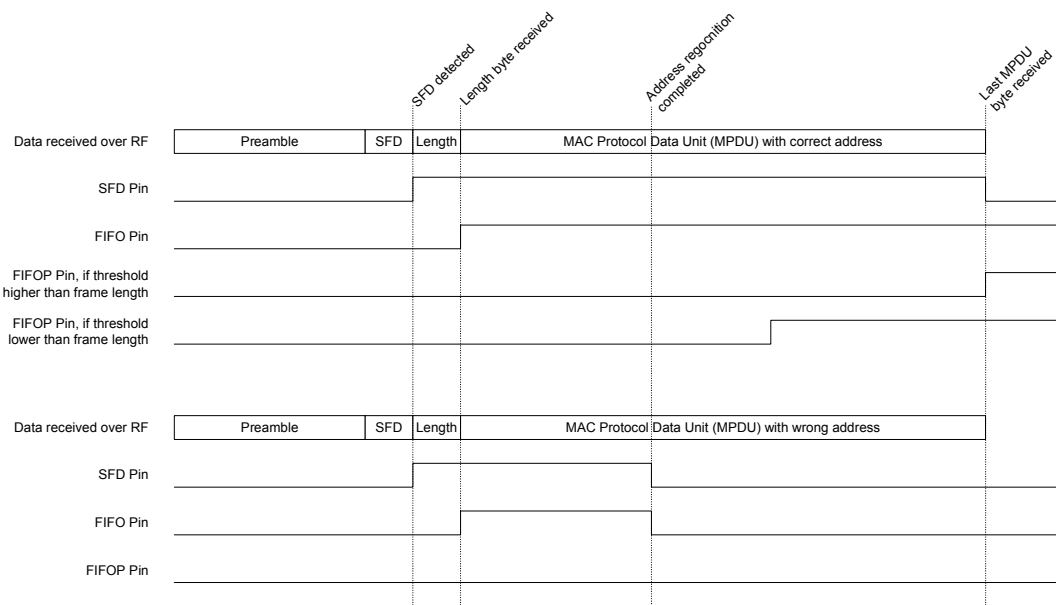 SFD detected
Length byte received
Address regocnition
completed
Last MPDU
byte received
Data received over RF
Preamble
SFD
Length
MAC Protocol Data Unit (MPDU) with correct address
SFD Pin
FIFO Pin
FIFOP Pin, if threshold
higher than frame length
FIFOP Pin, if threshold
lower than frame length
Data received over RF
Preamble
SFD
Length
MAC Protocol Data Unit (MPDU) with wrong address
SFD Pin
FIFO Pin
FIFOP Pin